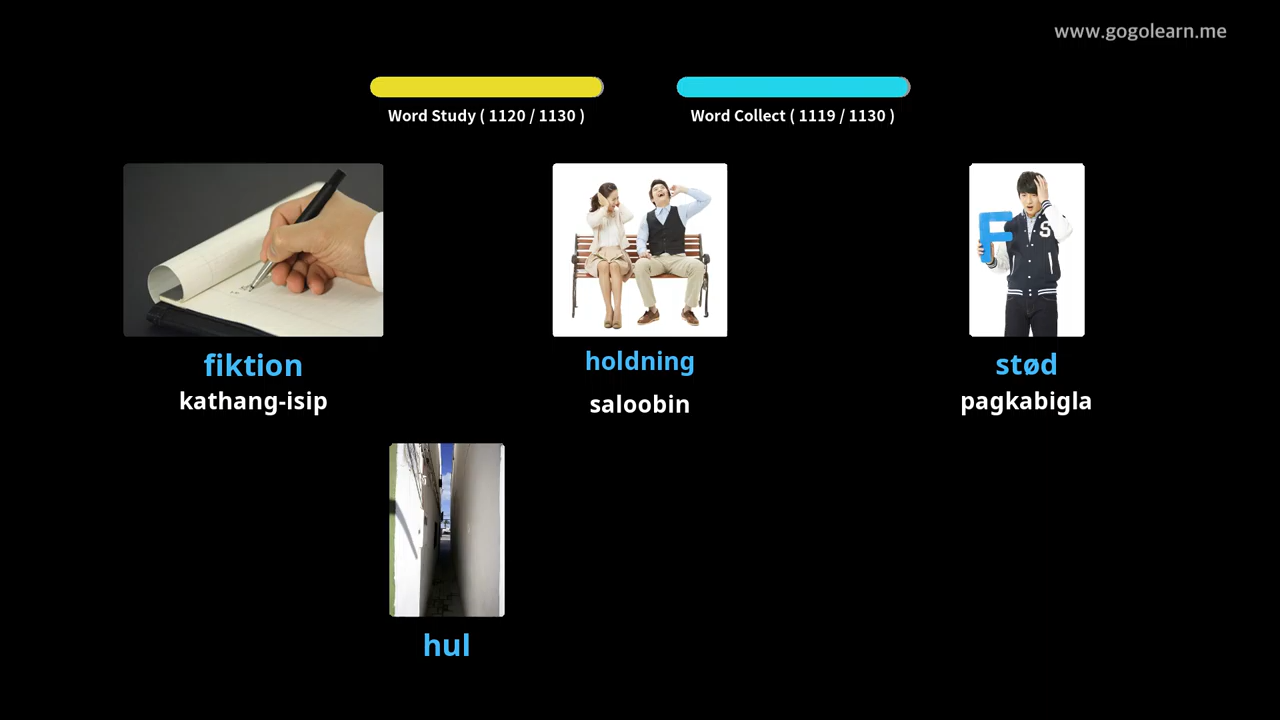 www.gogolearn.me
Word Study ( 1120 / 1130 )
Word Collect ( 1119 / 1130 )
F
S
fiktion
holdning
stød
kathang-isip
saloobin
pagkabigla
hul